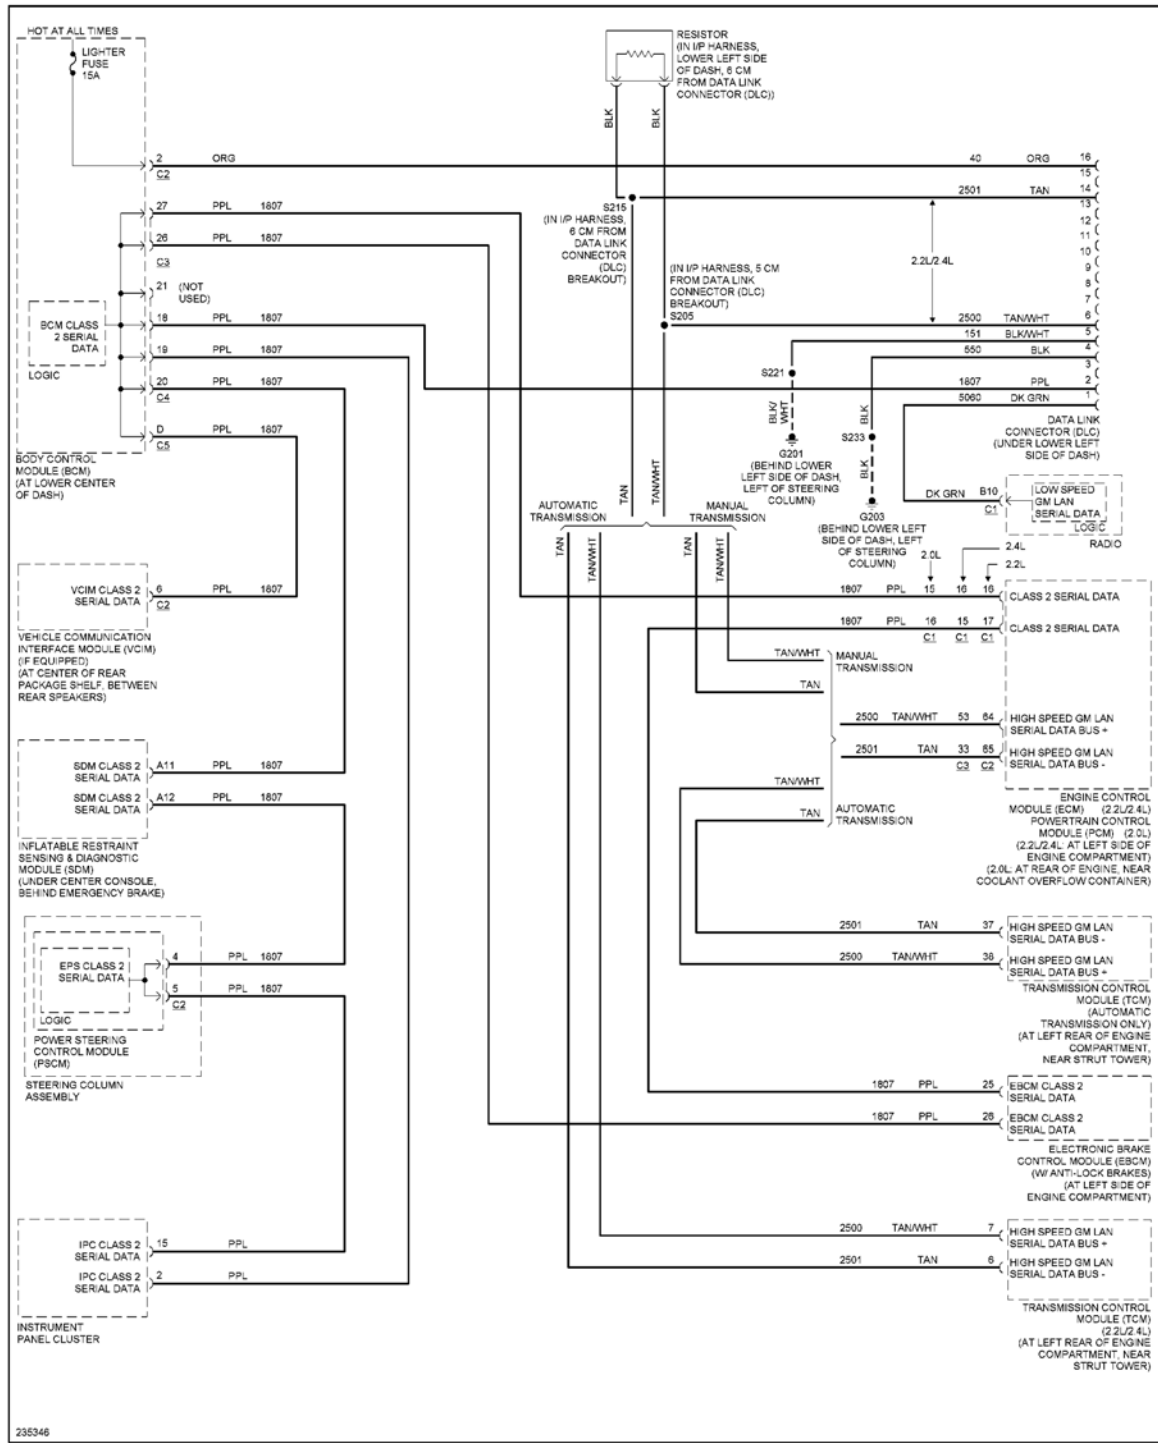 HOT AT ALL TIMES
LIGHTER
FUSE
15A
2
ORG
C2
27
PPL
1807
26
PPL
1807
C3
21
(NOT
USED)
18
PPL
1807
19
PPL
1807
20
PPL
1807
C4
D
PPL
1807
C5
BCM CLASS
2 SERIAL
DATA
LOGIC
BODY CONTROL
MODULE (BCM)
(AT LOWER CENTER
OF DASH)
VCIM CLASS 2
SERIAL DATA
6
PPL
1807
C2
VEHICLE COMMUNICATION
INTERFACE MODULE (VCIM)
(IF EQUIPPED)
(AT CENTER OF REAR
PACKAGE SHELF, BETWEEN
REAR SPEAKERS)
SDM CLASS 2
SERIAL DATA
A11
PPL
1807
SDM CLASS 2
SERIAL DATA
A12
PPL
1807
INFLATABLE RESTRAINT
SENSING & DIAGNOSTIC
MODULE (SDM)
(UNDER CENTER CONSOLE,
BEHIND EMERGENCY BRAKE)
EPS CLASS 2
SERIAL DATA
4
PPL
1807
5
PPL
1807
C2
LOGIC
POWER STEERING
CONTROL MODULE
(PSCM)
STEERING COLUMN
ASSEMBLY
IPC CLASS 2
SERIAL DATA
15
PPL
IPC CLASS 2
SERIAL DATA
2
PPL
INSTRUMENT
PANEL CLUSTER
235346
RESISTOR
(IN I/P HARNESS,
LOWER LEFT SIDE
OF DASH, 6 CM
FROM DATA LINK
CONNECTOR (DLC))
BLK
BLK
S215
(IN I/P HARNESS,
6 CM FROM
DATA LINK
CONNECTOR
(DLC)
BREAKOUT)
(IN I/P HARNESS, 5 CM
FROM DATA LINK
CONNECTOR (DLC)
BREAKOUT)
S205
40
ORG
16
15
2501
TAN
14
13
12
11
10
9
8
7
2.2L/2.4L
2500
TAN/WHT
6
151
BLK/WHT
5
550
BLK
4
3
1807
PPL
2
5060
DK GRN
1
DATA LINK
CONNECTOR (DLC)
(UNDER LOWER LEFT
SIDE OF DASH)
S221
BLK/
WHT
G201
(BEHIND LOWER
LEFT SIDE OF DASH,
LEFT OF STEERING
COLUMN)
BLK
S233
BLK
G203
(BEHIND LOWER LEFT
SIDE OF DASH, LEFT
OF STEERING
COLUMN)
DK GRN
B10
C1
LOW SPEED
GM LAN
SERIAL DATA
LOGIC
RADIO
TAN
TAN/WHT
AUTOMATIC
TRANSMISSION
MANUAL
TRANSMISSION
TAN
TAN/WHT
TAN
TAN/WHT
2.0L
2.4L
2.2L
1807
PPL
15
16
16
CLASS 2 SERIAL DATA
1807
PPL
16
15
17
CLASS 2 SERIAL DATA
C1
C1
C1
TAN/WHT
MANUAL
TRANSMISSION
TAN
2500
TAN/WHT
53
64
HIGH SPEED GM LAN
SERIAL DATA BUS +
2501
TAN
33
65
HIGH SPEED GM LAN
SERIAL DATA BUS -
C3
C2
TAN/WHT
TAN
AUTOMATIC
TRANSMISSION
ENGINE CONTROL
MODULE (ECM) (2.2L/2.4L)
POWERTRAIN CONTROL
MODULE (PCM) (2.0L)
(2.2L/2.4L: AT LEFT SIDE OF
ENGINE COMPARTMENT)
(2.0L: AT REAR OF ENGINE, NEAR
COOLANT OVERFLOW CONTAINER)
2501
TAN
37
HIGH SPEED GM LAN
SERIAL DATA BUS -
2500
TAN/WHT
38
HIGH SPEED GM LAN
SERIAL DATA BUS +
TRANSMISSION CONTROL
MODULE (TCM)
(AUTOMATIC
TRANSMISSION ONLY)
(AT LEFT REAR OF ENGINE
COMPARTMENT,
NEAR STRUT TOWER)
1807
PPL
25
EBCM CLASS 2
SERIAL DATA
1807
PPL
26
EBCM CLASS 2
SERIAL DATA
ELECTRONIC BRAKE
CONTROL MODULE (EBCM)
(W/ ANTI-LOCK BRAKES)
(AT LEFT SIDE OF
ENGINE COMPARTMENT)
2500
TAN/WHT
7
HIGH SPEED GM LAN
SERIAL DATA BUS +
2501
TAN
6
HIGH SPEED GM LAN
SERIAL DATA BUS -
TRANSMISSION CONTROL
MODULE (TCM)
(2.2L/2.4L)
(AT LEFT REAR OF ENGINE
COMPARTMENT, NEAR
STRUT TOWER)